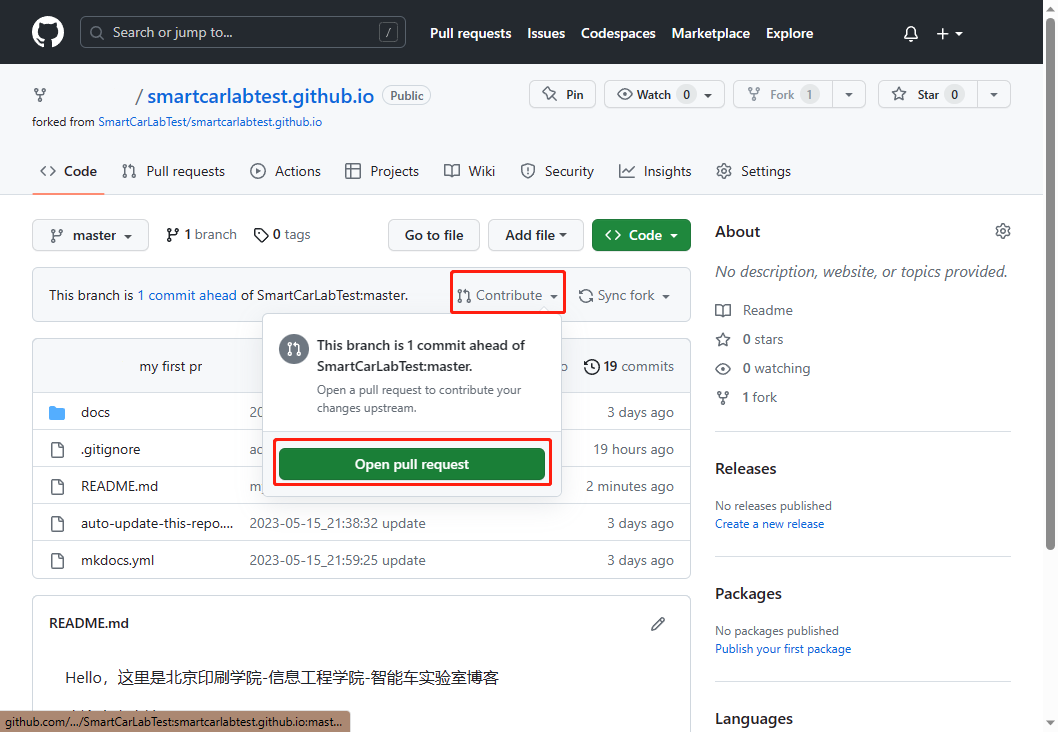 Search or jump to... /
Pull requests Issues Codespaces Marketplace Explore
/ smartcarlabtest.github.io Public
Pin Watch 0 Fork 1 Star 0
forked from SmartCarLabTest/smartcarlabtest.github.io
Code Pull requests Actions Projects Wiki Security Insights Settings
master 1 branch 0 tags Go to file Add file Code
This branch is 1 commit ahead of SmartCarLabTest:master. Contribute Sync fork
This branch is 1 commit ahead of
SmartCarLabTest:master.
Open a pull request to contribute your
changes upstream.
Open pull request
my first pr 19 commits
docs 3 days ago
.gitignore 19 hours ago
README.md 2 minutes ago
auto-update-this-repo.... 2023-05-15_21:38:32 update 3 days ago
mkdocs.yml 2023-05-15_21:59:25 update 3 days ago
README.md
Hello，这里是北京印刷学院-信息工程学院-智能车实验室博客
About
No description, website, or topics provided.
Readme
0 stars
0 watching
1 fork
Releases
No releases published
Create a new release
Packages
No packages published
Publish your first package
Languages
github.com/.../SmartCarLabTest:smartcarlabtest.github.io:mast...